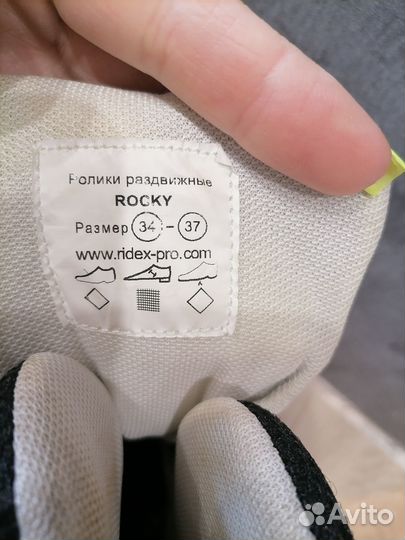 Ролики раздвижные
ROCKY
Размер 34 - 37
www.ridex-pro.com
Avito